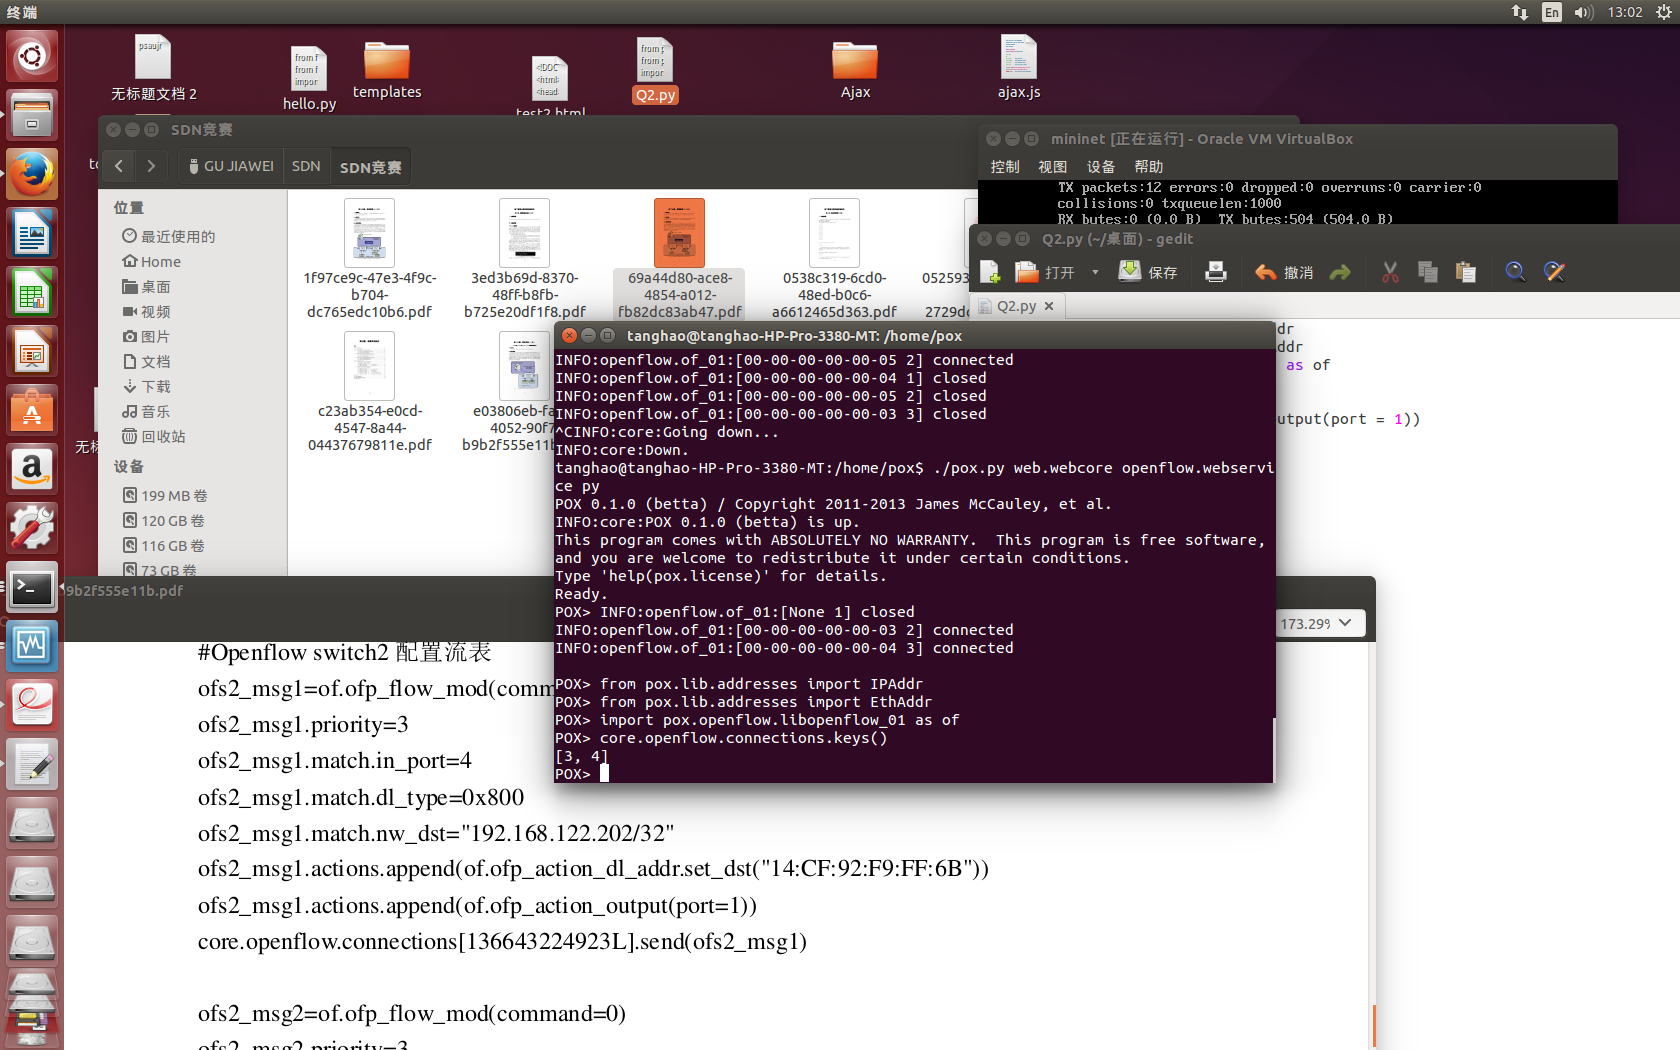 终端
En
13:02
psaujr
无标题文档 2
from f
from f
impor
hello.py
templates
<!DOC
<html>
<head>
test2.html
from p
from p
impor
Q2.py
Ajax
ajax.js
SDN竞赛
GU JIAWEI
SDN
SDN竞赛
位置
最近使用的
Home
桌面
视频
图片
文档
下载
音乐
回收站
设备
199 MB 卷
120 GB 卷
116 GB 卷
73 GB 卷
1f97ce9c-47e3-4f9c-
b704-
dc765edc10b6.pdf
3ed3b69d-8370-
48ff-b8fb-
b725e20df1f8.pdf
69a44d80-ace8-
4854-a012-
fb82dc83ab47.pdf
0538c319-6cd0-
48ed-b0c6-
a6612465d363.pdf
052593
2729d
c23ab354-e0cd-
4547-8a44-
04437679811e.pdf
e03806eb-fa
4052-90f7
b9b2f555e11b
mininet [正在运行] - Oracle VM VirtualBox
控制 视图 设备 帮助
TX packets:12 errors:0 dropped:0 overruns:0 carrier:0
collisions:0 txqueuelen:1000
RX bytes:0 (0.0 B)  TX bytes:504 (504.0 B)
Q2.py (~/桌面) - gedit
打开
保存
撤消
Q2.py
dr
ddr
as of
utput(port = 1))
tanghao@tanghao-HP-Pro-3380-MT: /home/pox
INFO:openflow.of_01:[00-00-00-00-00-05 2] connected
INFO:openflow.of_01:[00-00-00-00-00-04 1] closed
INFO:openflow.of_01:[00-00-00-00-00-05 2] closed
INFO:openflow.of_01:[00-00-00-00-00-03 3] closed
^CINFO:core:Going down...
INFO:core:Down.
tanghao@tanghao-HP-Pro-3380-MT:/home/pox$ ./pox.py web.webcore openflow.webservi
ce py
POX 0.1.0 (betta) / Copyright 2011-2013 James McCauley, et al.
INFO:core:POX 0.1.0 (betta) is up.
This program comes with ABSOLUTELY NO WARRANTY.  This program is free software,
and you are welcome to redistribute it under certain conditions.
Type 'help(pox.license)' for details.
Ready.
POX> INFO:openflow.of_01:[None 1] closed
INFO:openflow.of_01:[00-00-00-00-00-03 2] connected
INFO:openflow.of_01:[00-00-00-00-00-04 3] connected
POX> from pox.lib.addresses import IPAddr
POX> from pox.lib.addresses import EthAddr
POX> import pox.openflow.libopenflow_01 as of
POX> core.openflow.connections.keys()
[3, 4]
POX>
9b2f555e11b.pdf
173.29%
#Openflow switch2 配置流表
ofs2_msg1=of.ofp_flow_mod(comm
ofs2_msg1.priority=3
ofs2_msg1.match.in_port=4
ofs2_msg1.match.dl_type=0x800
ofs2_msg1.match.nw_dst="192.168.122.202/32"
ofs2_msg1.actions.append(of.ofp_action_dl_addr.set_dst("14:CF:92:F9:FF:6B"))
ofs2_msg1.actions.append(of.ofp_action_output(port=1))
core.openflow.connections[136643224923L].send(ofs2_msg1)
ofs2_msg2=of.ofp_flow_mod(command=0)
ofs2_msg2.priority=3